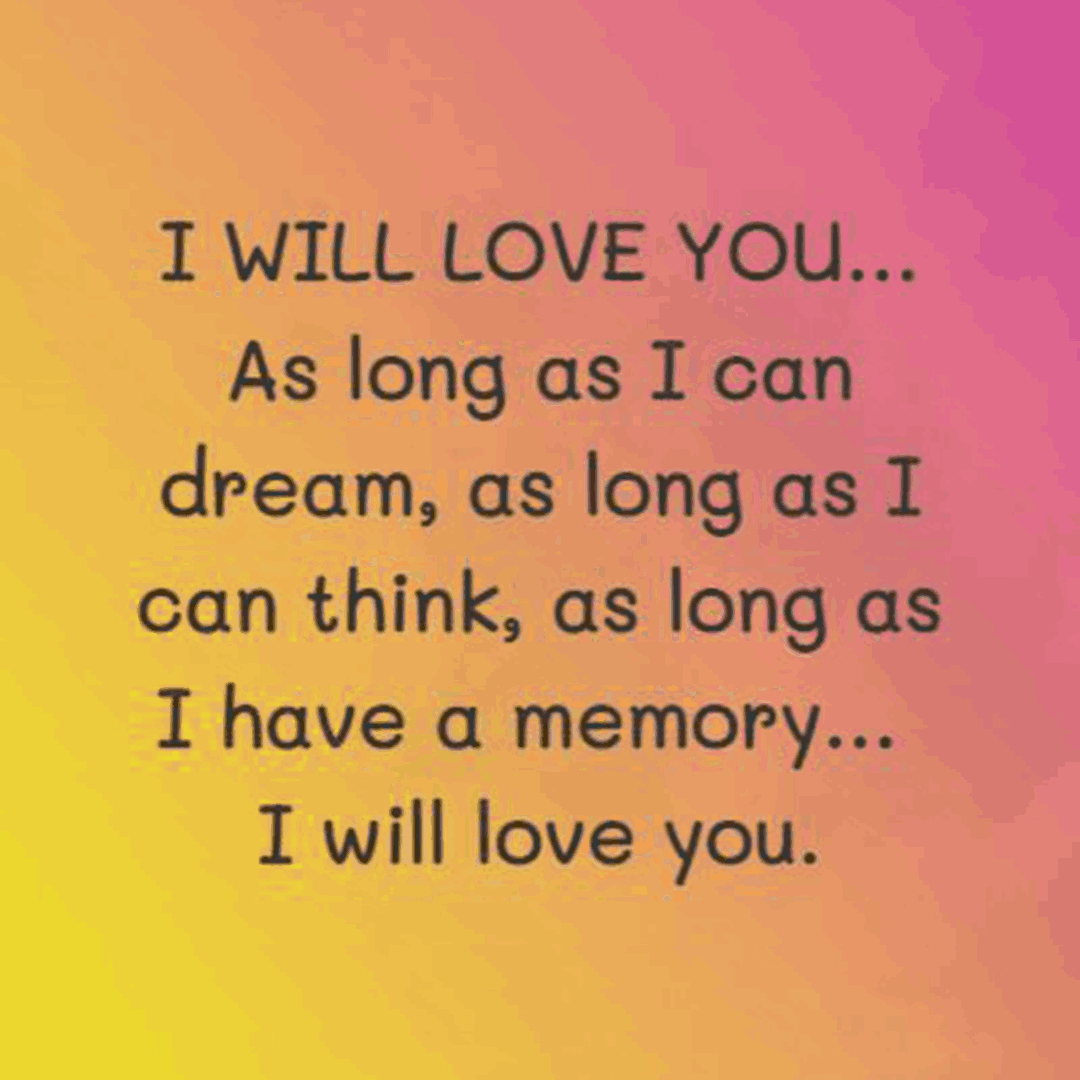 I WILL LOVE YOU...
As long as I can
dream, as long as I
can think, as long as
I have a memory...
I will love you.